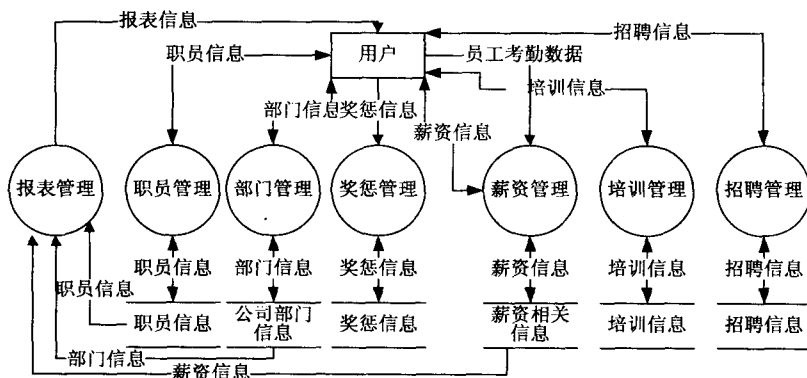 报表信息
职员信息
用户
员工考勤数据
招聘信息
部门信息
奖惩信息
培训信息
薪资信息
报表管理
职员管理
部门管理
奖惩管理
薪资管理
培训管理
招聘管理
职员信息
部门信息
奖惩信息
薪资信息
培训信息
招聘信息
职员信息
职员信息
公司部门
信息
奖惩信息
薪资相关
信息
培训信息
招聘信息
部门信息
薪资信息